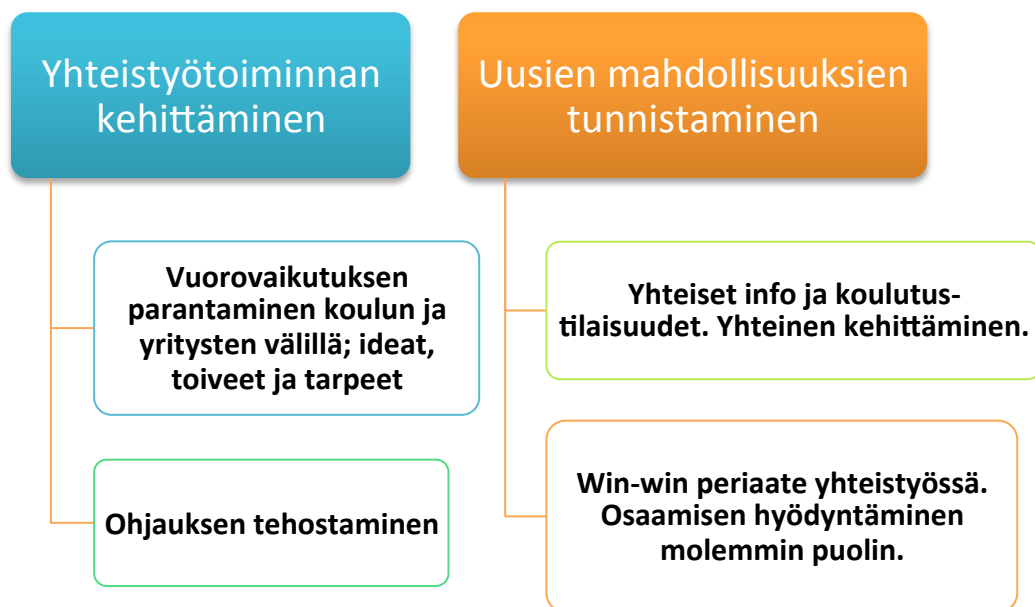 Yhteistyötoiminnan
kehittäminen
Vuorovaikutuksen
parantaminen koulun ja
yritysten välillä; ideat,
toiveet ja tarpeet
Ohjauksen tehostaminen
Uusien mahdollisuuksien
tunnistaminen
Yhteiset info ja koulutus-
tilaisuudet. Yhteinen kehittäminen.
Win-win periaate yhteistyössä.
Osaamisen hyödyntäminen
molemmin puolin.